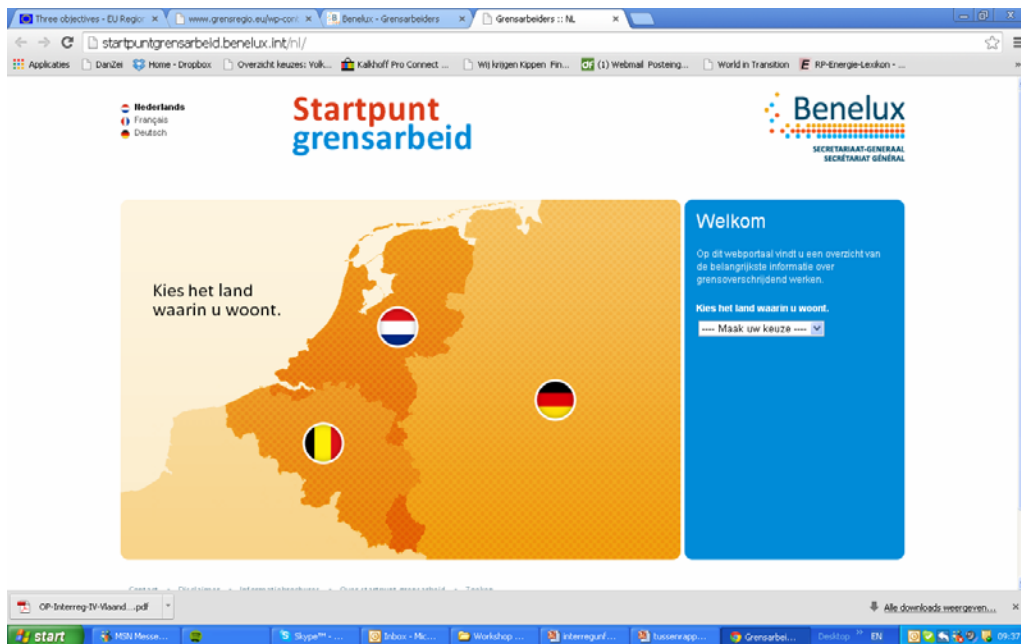 Three objectives - EU Region
www.grensregio.eu/wp-cont
Benelux - Grensarbeiders
Grensarbeiders :: NL
startpuntgrensarbeid.benelux.int/nl/
Applicaties
DanZei
Home - Dropbox
Overzicht keuzes: Volk...
Kalkhoff Pro Connect ...
Wij krijgen Kippen Fin...
(1) Webmail Posteing...
World in Transition
RP-Energie-Lexikon - ...
Nederlands
Français
Deutsch
Startpunt
grensarbeid
Benelux
SECRETARIAAT-GENERAAL
SECRÉTARIAT GÉNÉRAL
Kies het land
waarin u woont.
Welkom
Op dit webportaal vindt u een overzicht van
de belangrijkste informatie over
grensoverschrijdend werken.
Kies het land waarin u woont.
---- Maak uw keuze ----
OP-Interreg-IV-Vlaand....pdf
Alle downloads weergeven...
start
MSN Messe...
Skype™ - ...
Inbox - Mic...
Workshop ...
interregunf...
tussenrapp...
Grensarbei...
Desktop
EN
09:37